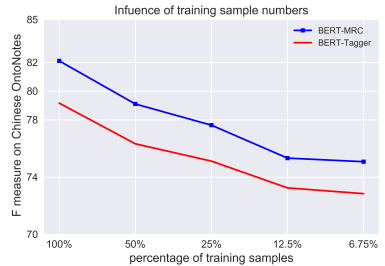 Infuence of training sample numbers
F measure on Chinese OntoNotes
85
82
80
78
74
70
BERT-MRC
BERT-Tagger
100%
50%
25%
12.5%
6.75%
percentage of training samples